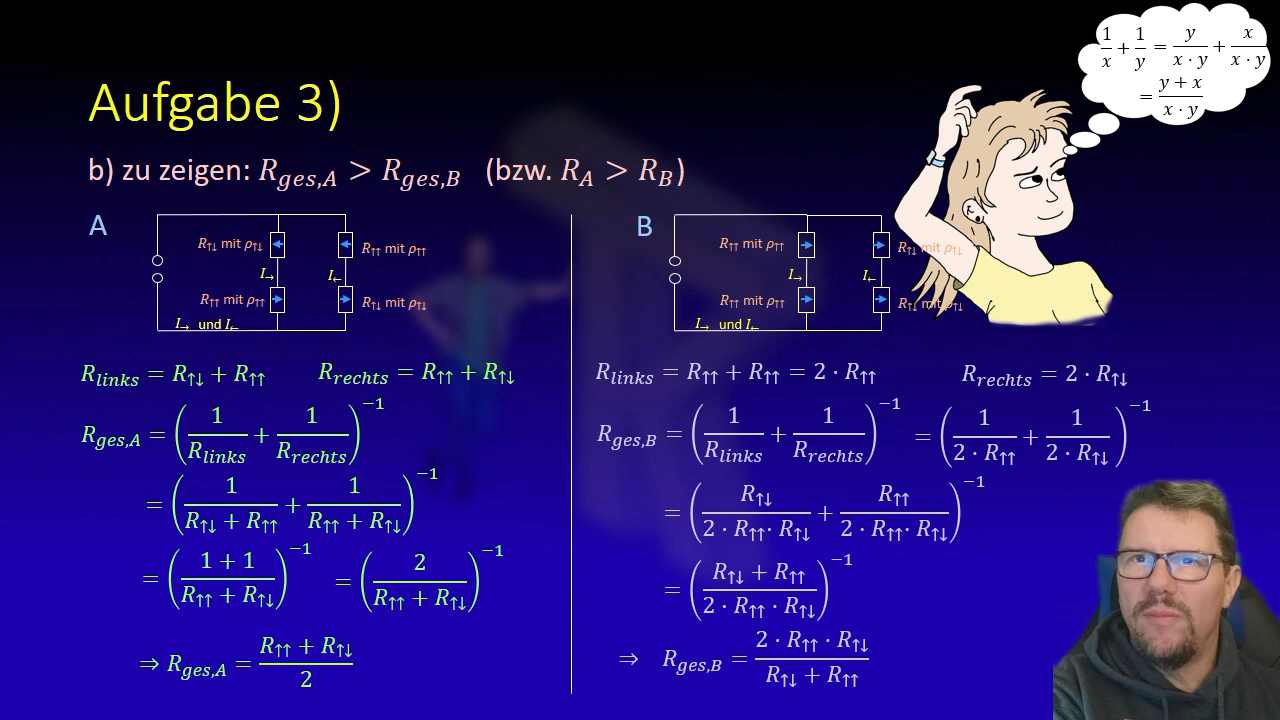 Aufgabe 3)
b) zu zeigen: R_ges,A > R_ges,B (bzw. R_A > R_B)
1/x + 1/y = y/(x · y) + x/(x · y)
= (y + x)/(x · y)
A
R↑↓ mit ρ↑↓
R↑↑ mit ρ↑↑
I→
I←
R↑↑ mit ρ↑↑
R↑↓ mit ρ↑↓
I→ und I←
R_links = R↑↓ + R↑↑
R_rechts = R↑↑ + R↑↓
R_ges,A = (1/R_links + 1/R_rechts)^−1
= (1/(R↑↓ + R↑↑) + 1/(R↑↑ + R↑↓))^−1
= ((1 + 1)/(R↑↑ + R↑↓))^−1 = (2/(R↑↑ + R↑↓))^−1
⇒ R_ges,A = (R↑↑ + R↑↓)/2
B
R↑↑ mit ρ↑↑
R↑↓ mit ρ↑↓
I→
I←
R↑↑ mit ρ↑↑
R↑↓ mit ρ↑↓
I→ und I←
R_links = R↑↑ + R↑↑ = 2 · R↑↑
R_rechts = 2 · R↑↓
R_ges,B = (1/R_links + 1/R_rechts)^−1 = (1/(2 · R↑↑) + 1/(2 · R↑↓))^−1
= (R↑↓/(2 · R↑↑ · R↑↓) + R↑↑/(2 · R↑↑ · R↑↓))^−1
= ((R↑↓ + R↑↑)/(2 · R↑↑ · R↑↓))^−1
⇒ R_ges,B = (2 · R↑↑ · R↑↓)/(R↑↓ + R↑↑)